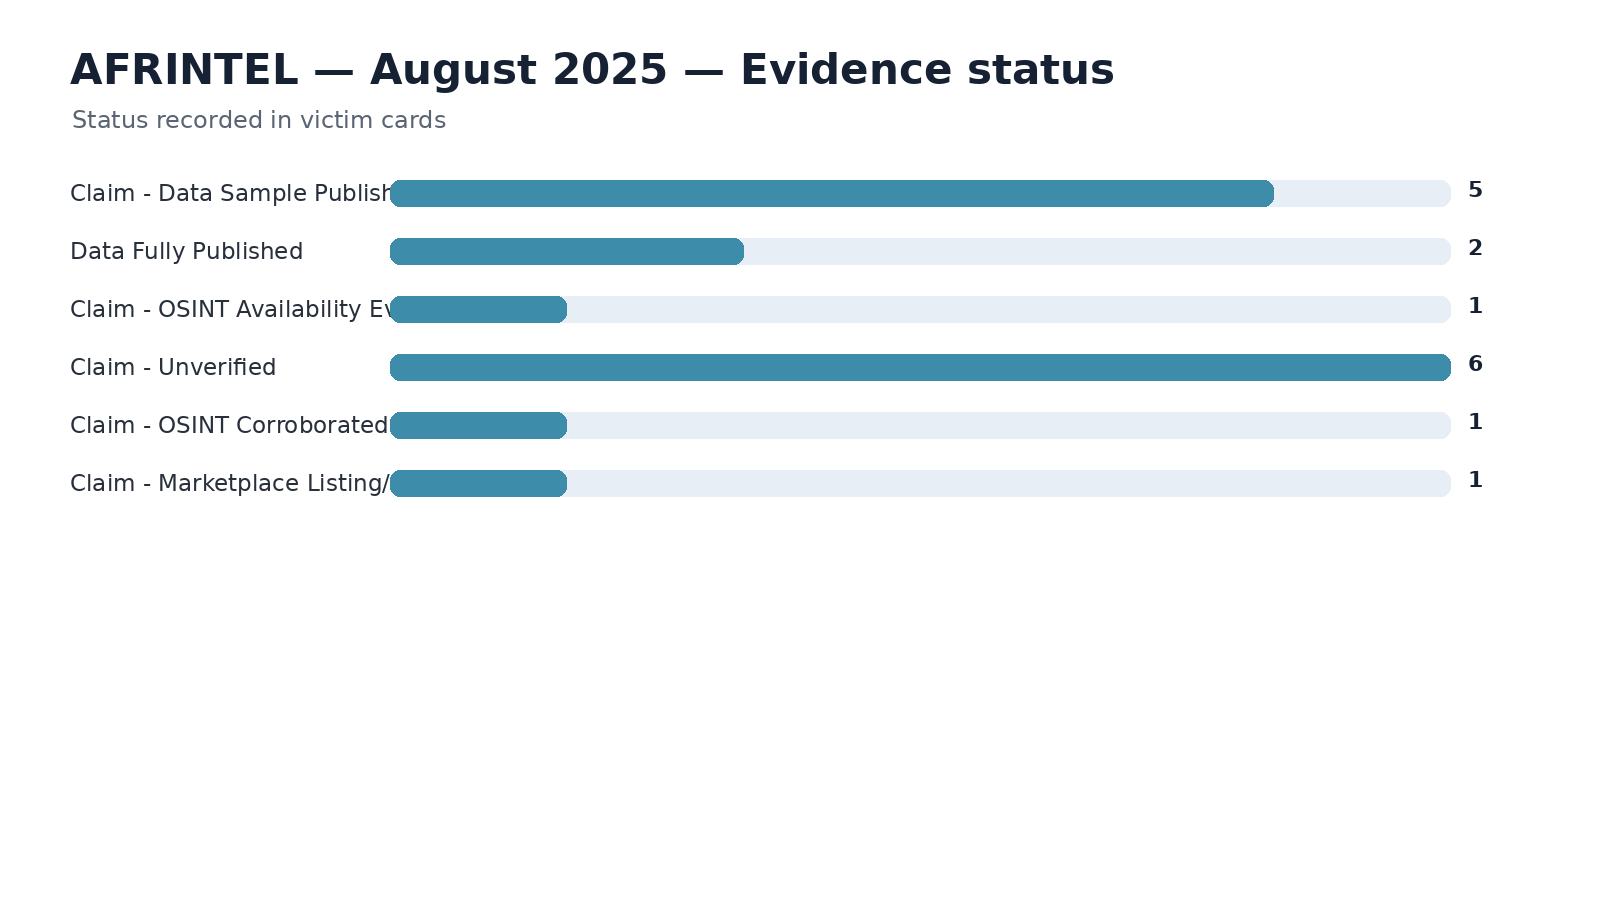 AFRINTEL — August 2025 — Evidence status
Status recorded in victim cards
Claim - Data Sample Publish 5
Data Fully Published 2
Claim - OSINT Availability Ev 1
Claim - Unverified 6
Claim - OSINT Corroborated 1
Claim - Marketplace Listing/ 1